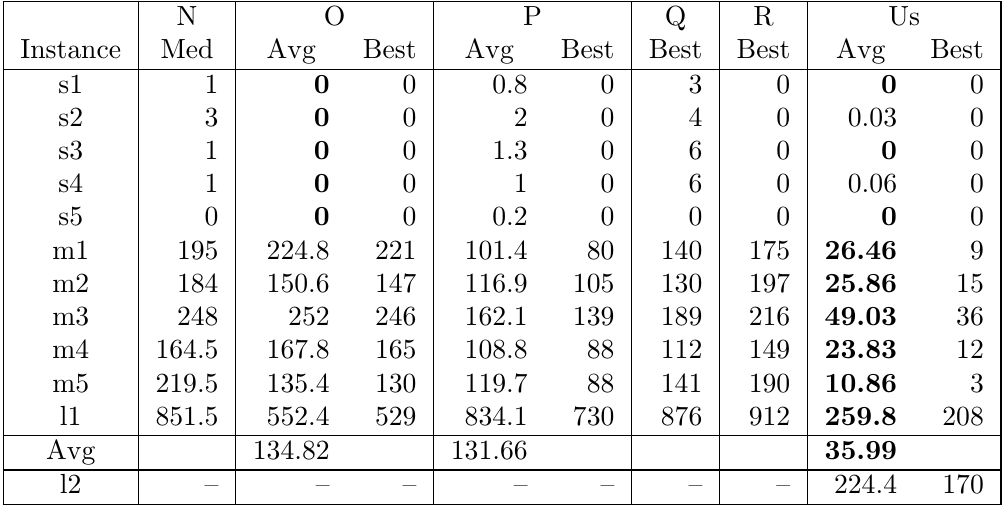 N O P Q R Us
Instance Med Avg Best Avg Best Best Best Avg Best
s1 1 0 0 0.8 0 3 0 0 0
s2 3 0 0 2 0 4 0 0.03 0
s3 1 0 0 1.3 0 6 0 0 0
s4 1 0 0 1 0 6 0 0.06 0
s5 0 0 0 0.2 0 0 0 0 0
m1 195 224.8 221 101.4 80 140 175 26.46 9
m2 184 150.6 147 116.9 105 130 197 25.86 15
m3 248 252 246 162.1 139 189 216 49.03 36
m4 164.5 167.8 165 108.8 88 112 149 23.83 12
m5 219.5 135.4 130 119.7 88 141 190 10.86 3
l1 851.5 552.4 529 834.1 730 876 912 259.8 208
Avg 134.82 131.66 35.99
l2 – – – – – – – 224.4 170